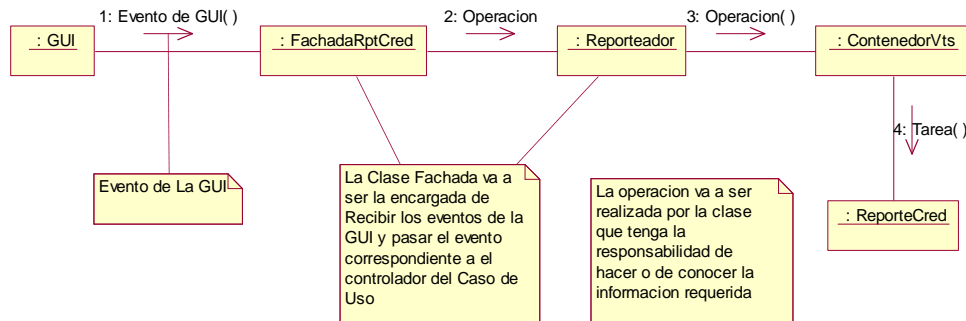 1: Evento de GUI( )
2: Operacion
3: Operacion( )
: GUI
: FachadaRptCred
: Reporteador
: ContenedorVts
4: Tarea( )
Evento de La GUI
La Clase Fachada va a
ser la encargada de
Recibir los eventos de la
GUI y pasar el evento
correspondiente a el
controlador del Caso de
Uso
La operacion va a ser
realizada por la clase
que tenga la
responsabilidad de
hacer o de conocer la
informacion requerida
: ReporteCred